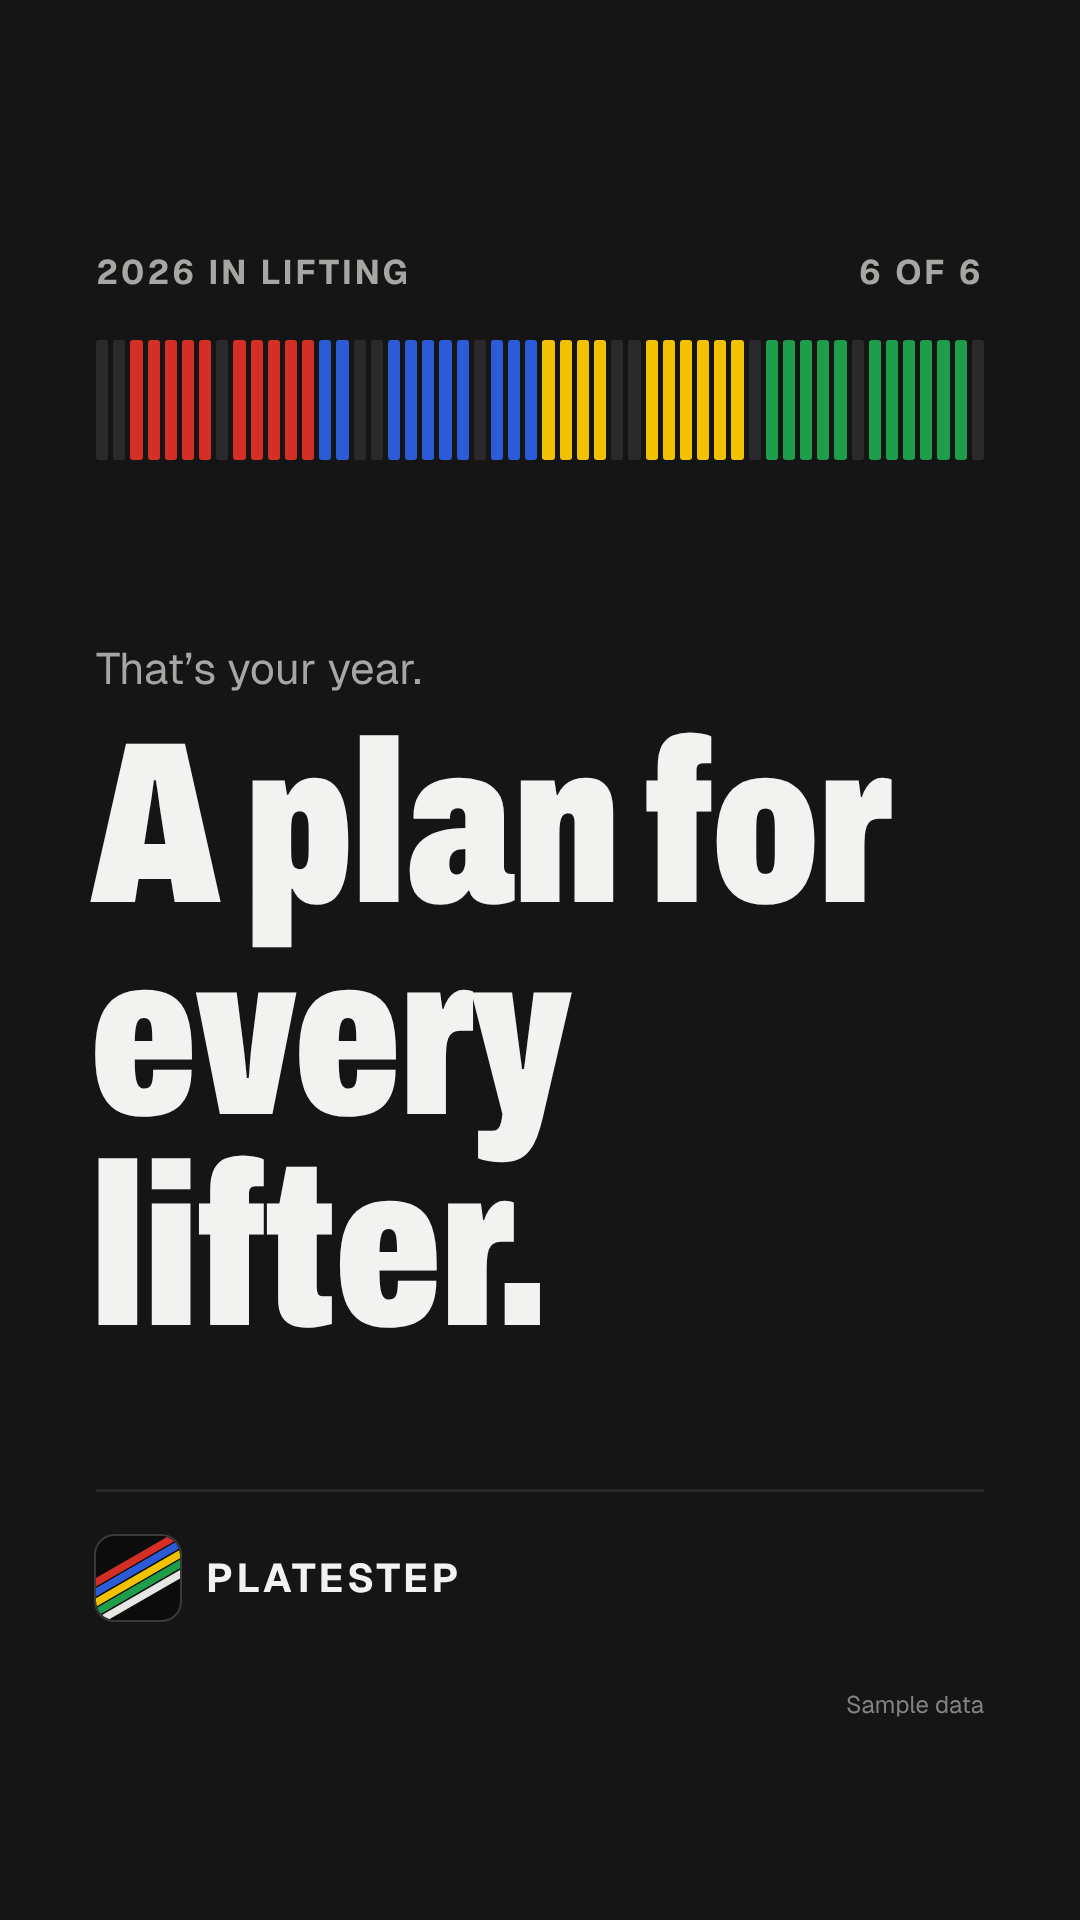 2026 IN LIFTING
6 OF 6
That’s your year.
A plan for
every
lifter.
PLATESTEP
Sample data